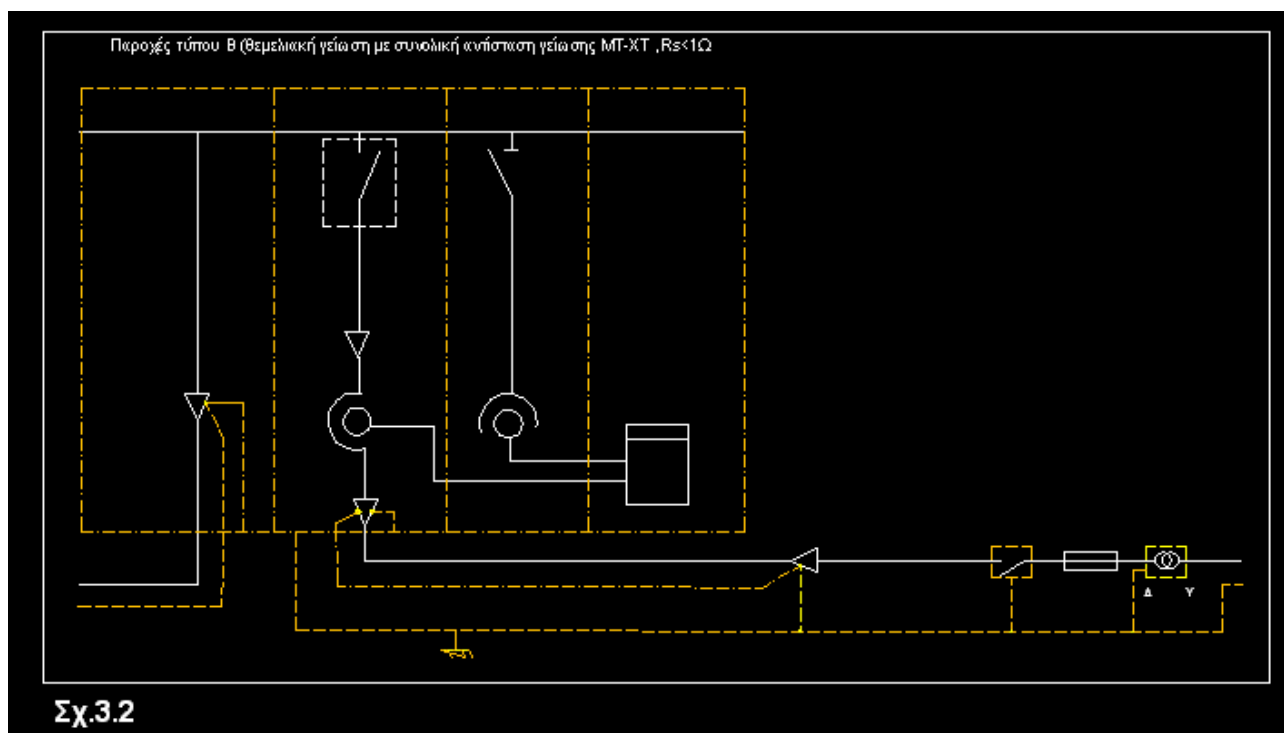 Παροχές τύπου Β (θεμελιακή γείωση με συνολική αντίσταση γείωσης ΜΤ-ΧΤ ,Rs<1Ω
Δ Υ
Σχ.3.2